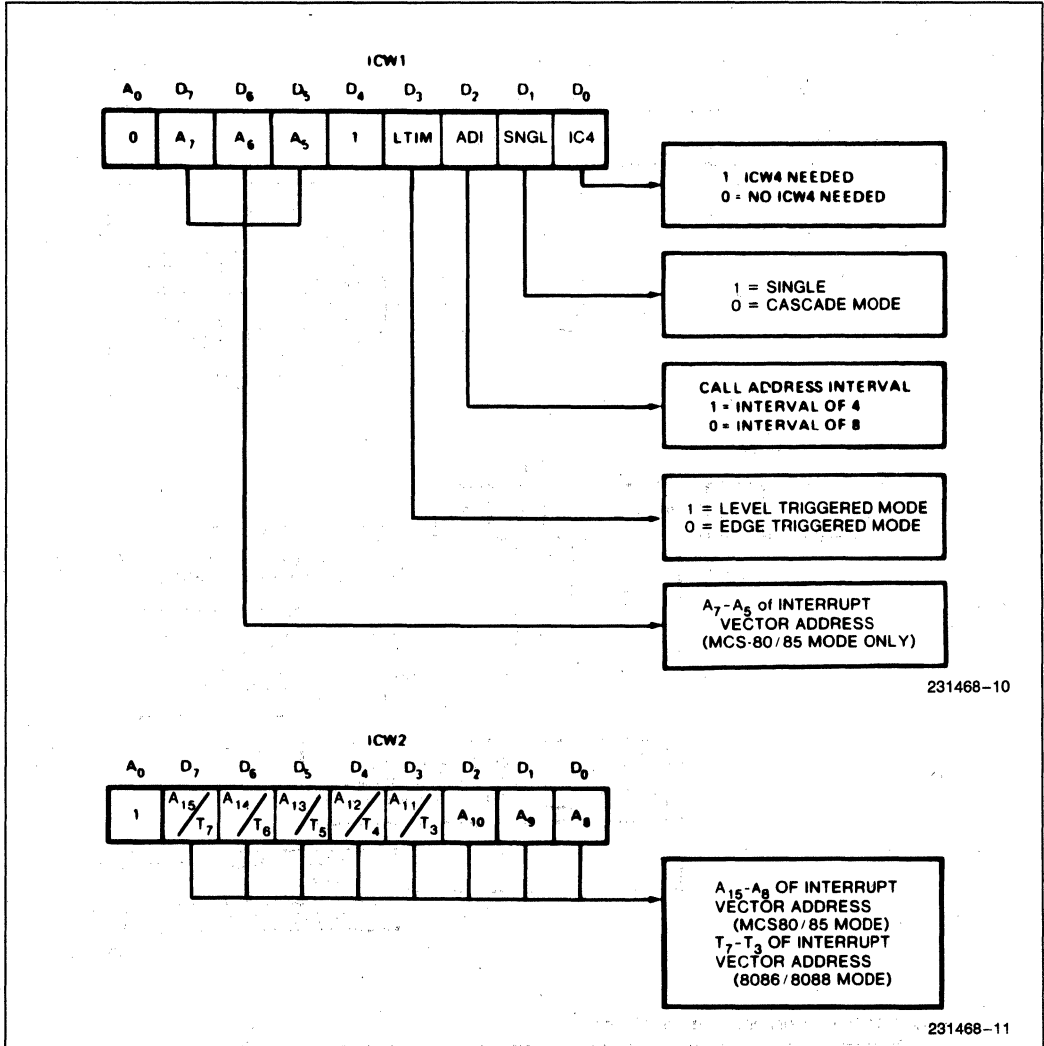 ICW1
A0 D7 D6 D5 D4 D3 D2 D1 D0
0 A7 A6 A5 1 LTIM ADI SNGL IC4
1 ICW4 NEEDED
0 = NO ICW4 NEEDED
1 = SINGLE
0 = CASCADE MODE
CALL ADDRESS INTERVAL
1 = INTERVAL OF 4
0 = INTERVAL OF 8
1 = LEVEL TRIGGERED MODE
0 = EDGE TRIGGERED MODE
A7-A5 of INTERRUPT
VECTOR ADDRESS
(MCS-80/85 MODE ONLY)
231468-10
ICW2
A0 D7 D6 D5 D4 D3 D2 D1 D0
1 A15/T7 A14/T6 A13/T5 A12/T4 A11/T3 A10 A9 A8
A15-A8 OF INTERRUPT
VECTOR ADDRESS
(MCS80/85 MODE)
T7-T3 OF INTERRUPT
VECTOR ADDRESS
(8086/8088 MODE)
231468-11